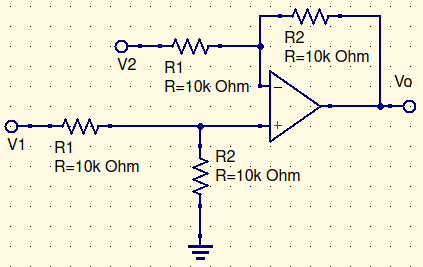 R2
R=10k Ohm
V2
R1
R=10k Ohm
Vo
-
+
V1
R1
R=10k Ohm
R2
R=10k Ohm